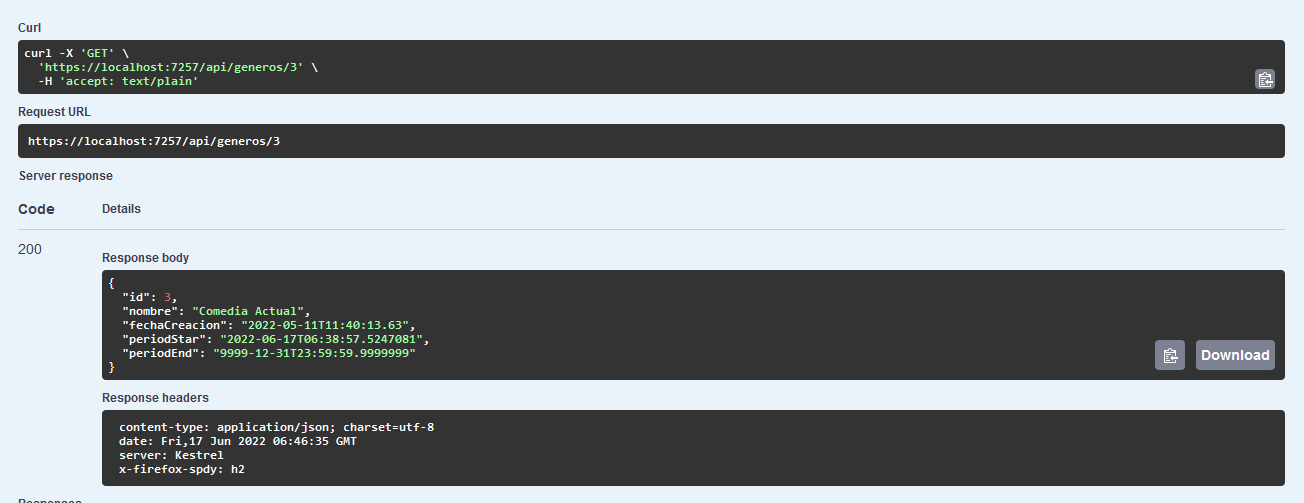 Curl
curl -X 'GET' \
  'https://localhost:7257/api/generos/3' \
  -H 'accept: text/plain'
Request URL
https://localhost:7257/api/generos/3
Server response
Code Details
200
Response body
{
  "id": 3,
  "nombre": "Comedia Actual",
  "fechaCreacion": "2022-05-11T11:40:13.63",
  "periodStar": "2022-06-17T06:38:57.5247081",
  "periodEnd": "9999-12-31T23:59:59.9999999"
}
Download
Response headers
content-type: application/json; charset=utf-8
date: Fri,17 Jun 2022 06:46:35 GMT
server: Kestrel
x-firefox-spdy: h2
Responses